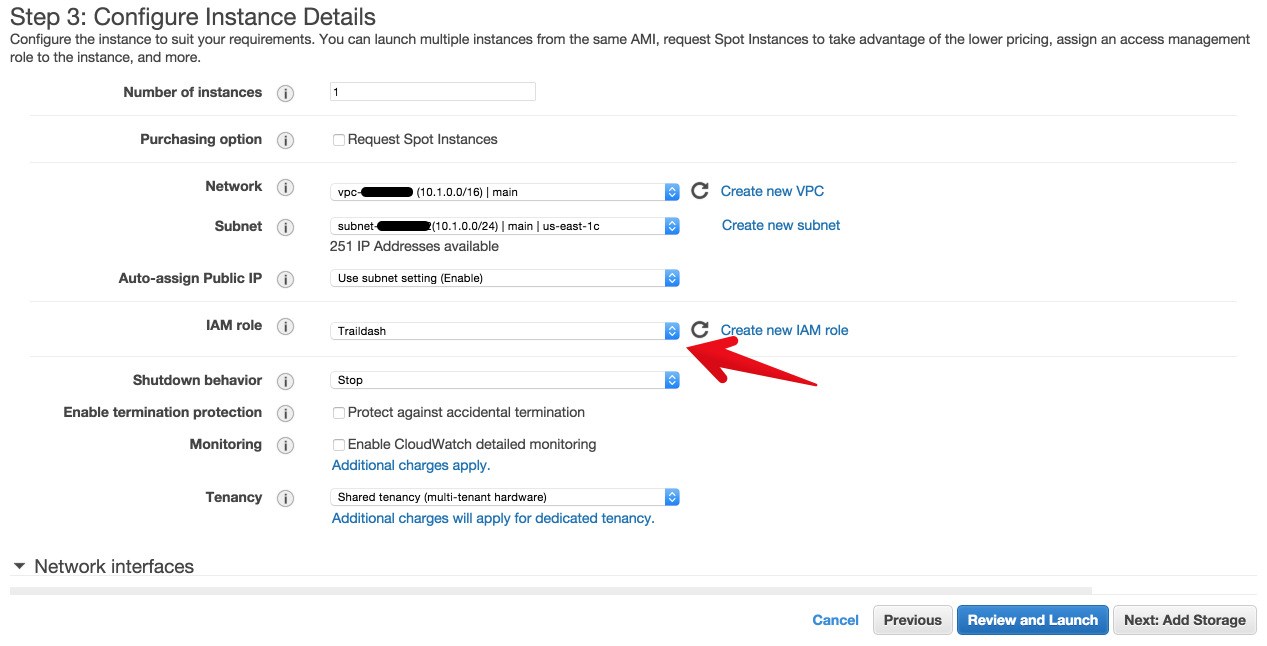 Step 3: Configure Instance Details
Configure the instance to suit your requirements. You can launch multiple instances from the same AMI, request Spot Instances to take advantage of the lower pricing, assign an access management
role to the instance, and more.
Number of instances i 1
Purchasing option i Request Spot Instances
Network i vpc- (10.1.0.0/16) | main Create new VPC
Subnet i subnet- (10.1.0.0/24) | main | us-east-1c Create new subnet
251 IP Addresses available
Auto-assign Public IP i Use subnet setting (Enable)
IAM role i Traildash Create new IAM role
Shutdown behavior i Stop
Enable termination protection i Protect against accidental termination
Monitoring i Enable CloudWatch detailed monitoring
Additional charges apply.
Tenancy i Shared tenancy (multi-tenant hardware)
Additional charges will apply for dedicated tenancy.
Network interfaces
Cancel Previous Review and Launch Next: Add Storage